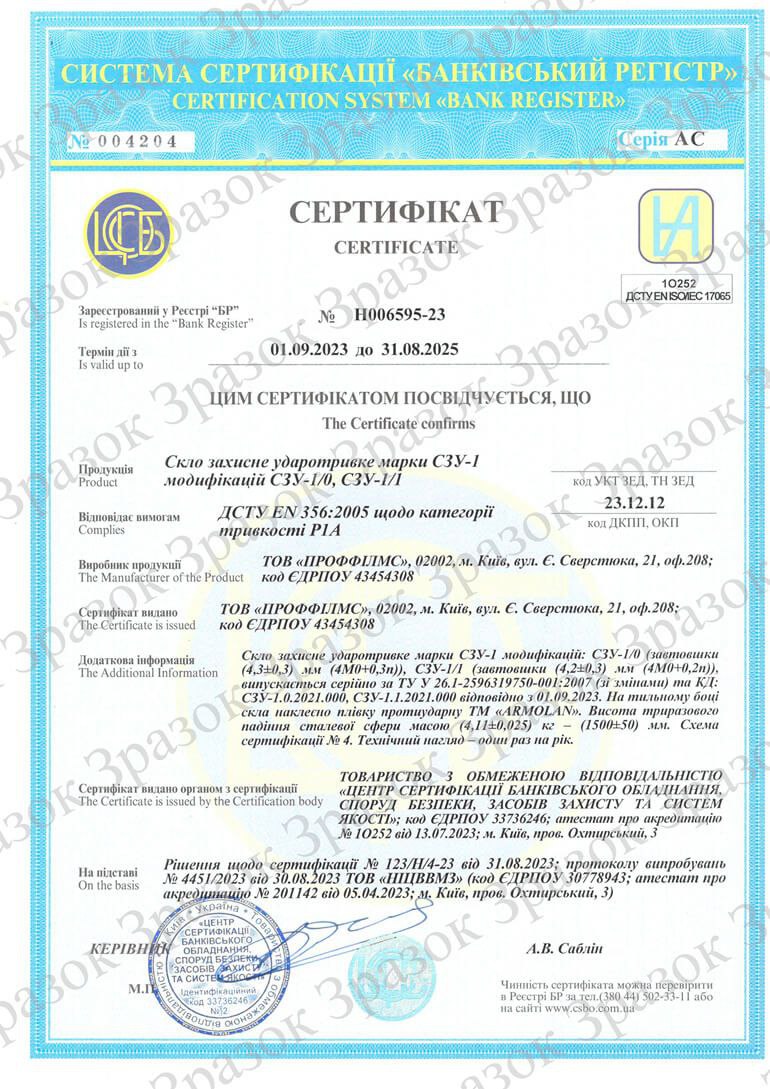 СИСТЕМА СЕРТИФІКАЦІЇ «БАНКІВСЬКИЙ РЕГІСТР»
CERTIFICATION SYSTEM «BANK REGISTER»
№ 004204
Серія АС
ЦСБ
СЕРТИФІКАТ
CERTIFICATE
1О252
ДСТУ EN ISO/IEC 17065
Зареєстрований у Реєстрі “БР”
Is registered in the “Bank Register”
№ Н006595-23
Термін дії з
Is valid up to
01.09.2023 до 31.08.2025
ЦИМ СЕРТИФІКАТОМ ПОСВІДЧУЄТЬСЯ, ЩО
The Certificate confirms
Продукція
Product
Скло захисне ударотривке марки СЗУ-1
модифікацій СЗУ-1/0, СЗУ-1/1
код УКТ ЗЕД, ТН ЗЕД
23.12.12
код ДКПП, ОКП
Відповідає вимогам
Complies
ДСТУ EN 356:2005 щодо категорії
тривкості Р1А
Виробник продукції
The Manufacturer of the Product
ТОВ «ПРОФФІЛМС», 02002, м. Київ, вул. Є. Сверстюка, 21, оф.208;
код ЄДРПОУ 43454308
Сертифікат видано
The Certificate is issued
ТОВ «ПРОФФІЛМС», 02002, м. Київ, вул. Є. Сверстюка, 21, оф.208;
код ЄДРПОУ 43454308
Додаткова інформація
The Additional Information
Скло захисне ударотривке марки СЗУ-1 модифікацій: СЗУ-1/0 (завтовшки
(4,3±0,3) мм (4М0+0,3п)), СЗУ-1/1 (завтовшки (4,2±0,3) мм (4М0+0,2п)),
випускається серійно за ТУ У 26.1-2596319750-001:2007 (зі змінами) та КД:
СЗУ-1.0.2021.000, СЗУ-1.1.2021.000 відповідно з 01.09.2023. На тильному боці
скла наклеєно плівку протиударну ТМ «ARMOLAN». Висота триразового
падіння сталевої сфери масою (4,11±0,025) кг – (1500±50) мм. Схема
сертифікації № 4. Технічний нагляд – один раз на рік.
Сертифікат видано органом з сертифікації
The Certificate is issued by the Certification body
ТОВАРИСТВО З ОБМЕЖЕНОЮ ВІДПОВІДАЛЬНІСТЮ
«ЦЕНТР СЕРТИФІКАЦІЇ БАНКІВСЬКОГО ОБЛАДНАННЯ,
СПОРУД БЕЗПЕКИ, ЗАСОБІВ ЗАХИСТУ ТА СИСТЕМ
ЯКОСТІ»; код ЄДРПОУ 33736246; атестат про акредитацію
№ 1О252 від 13.07.2023; м. Київ, пров. Охтирський, 3
На підставі
On the basis
Рішення щодо сертифікації № 123/Н/4-23 від 31.08.2023; протоколу випробувань
№ 4451/2023 від 30.08.2023 ТОВ «НІЦВВМЗ» (код ЄДРПОУ 30778943; атестат про
акредитацію № 201142 від 05.04.2023; м. Київ, пров. Охтирський, 3)
КЕРІВНИК
А.В. Саблін
М.П.
Київ * Україна * Товариство з обмеженою відповідальністю
«ЦЕНТР
СЕРТИФІКАЦІЇ
БАНКІВСЬКОГО
ОБЛАДНАННЯ,
СПОРУД БЕЗПЕКИ,
ЗАСОБІВ ЗАХИСТУ
ТА СИСТЕМ ЯКОСТІ»
Ідентифікаційний
код 33736246
№ 2
Чинність сертифіката можна перевірити
в Реєстрі БР за тел.(380 44) 502-33-11 або
на сайті www.csbo.com.ua
Зразок Зразок Зразок Зразок